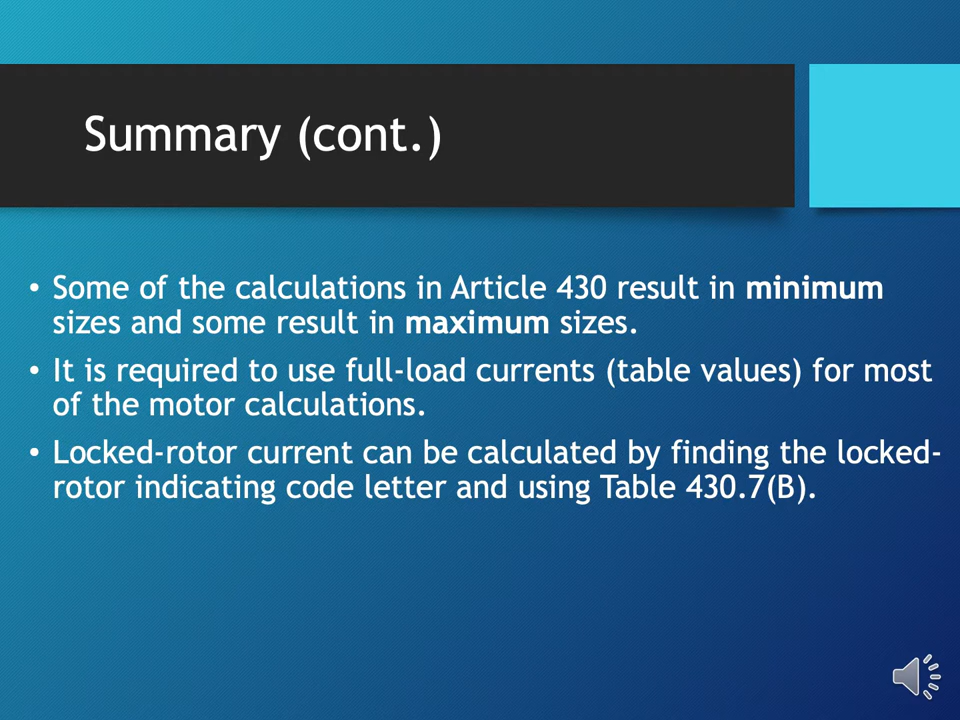 Summary (cont.)
• Some of the calculations in Article 430 result in minimum
sizes and some result in maximum sizes.
• It is required to use full-load currents (table values) for most
of the motor calculations.
• Locked-rotor current can be calculated by finding the locked-
rotor indicating code letter and using Table 430.7(B).